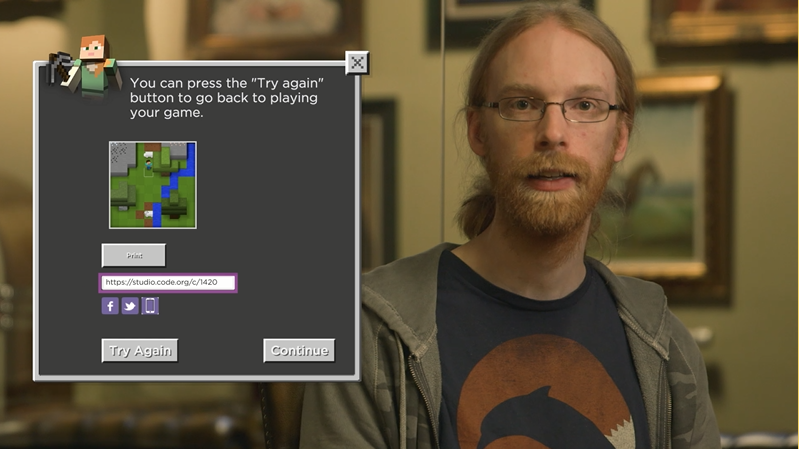 You can press the "Try again"
button to go back to playing
your game.
Print
https://studio.code.org/c/1420
Try Again
Continue